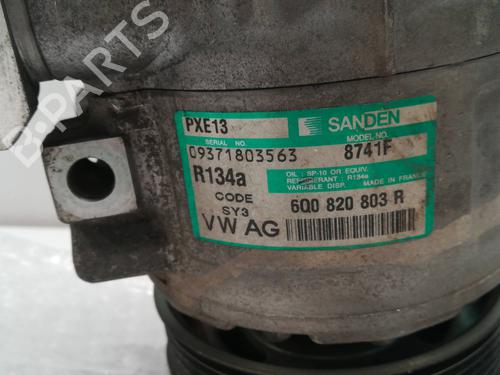 B-PARTS
PXE13
SANDEN
SERIAL NO.
MODEL NO.
09371803563
8741F
R134a
OIL : SP-10 OR EQUIV.
REFRIGERANT : R134a
VARIABLE DISP. MADE IN FRANCE
CODE
SY3
6Q0 820 803 R
VW AG